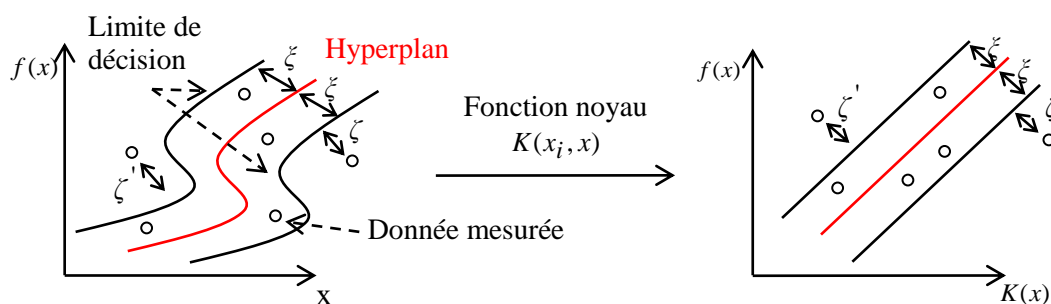 Limite de
décision
f(x)
ξ
Hyperplan
ξ
ζ
ζ'
Donnée mesurée
x
Fonction noyau
K(x_i, x)
f(x)
ξ
ξ
ζ'
ζ
K(x)